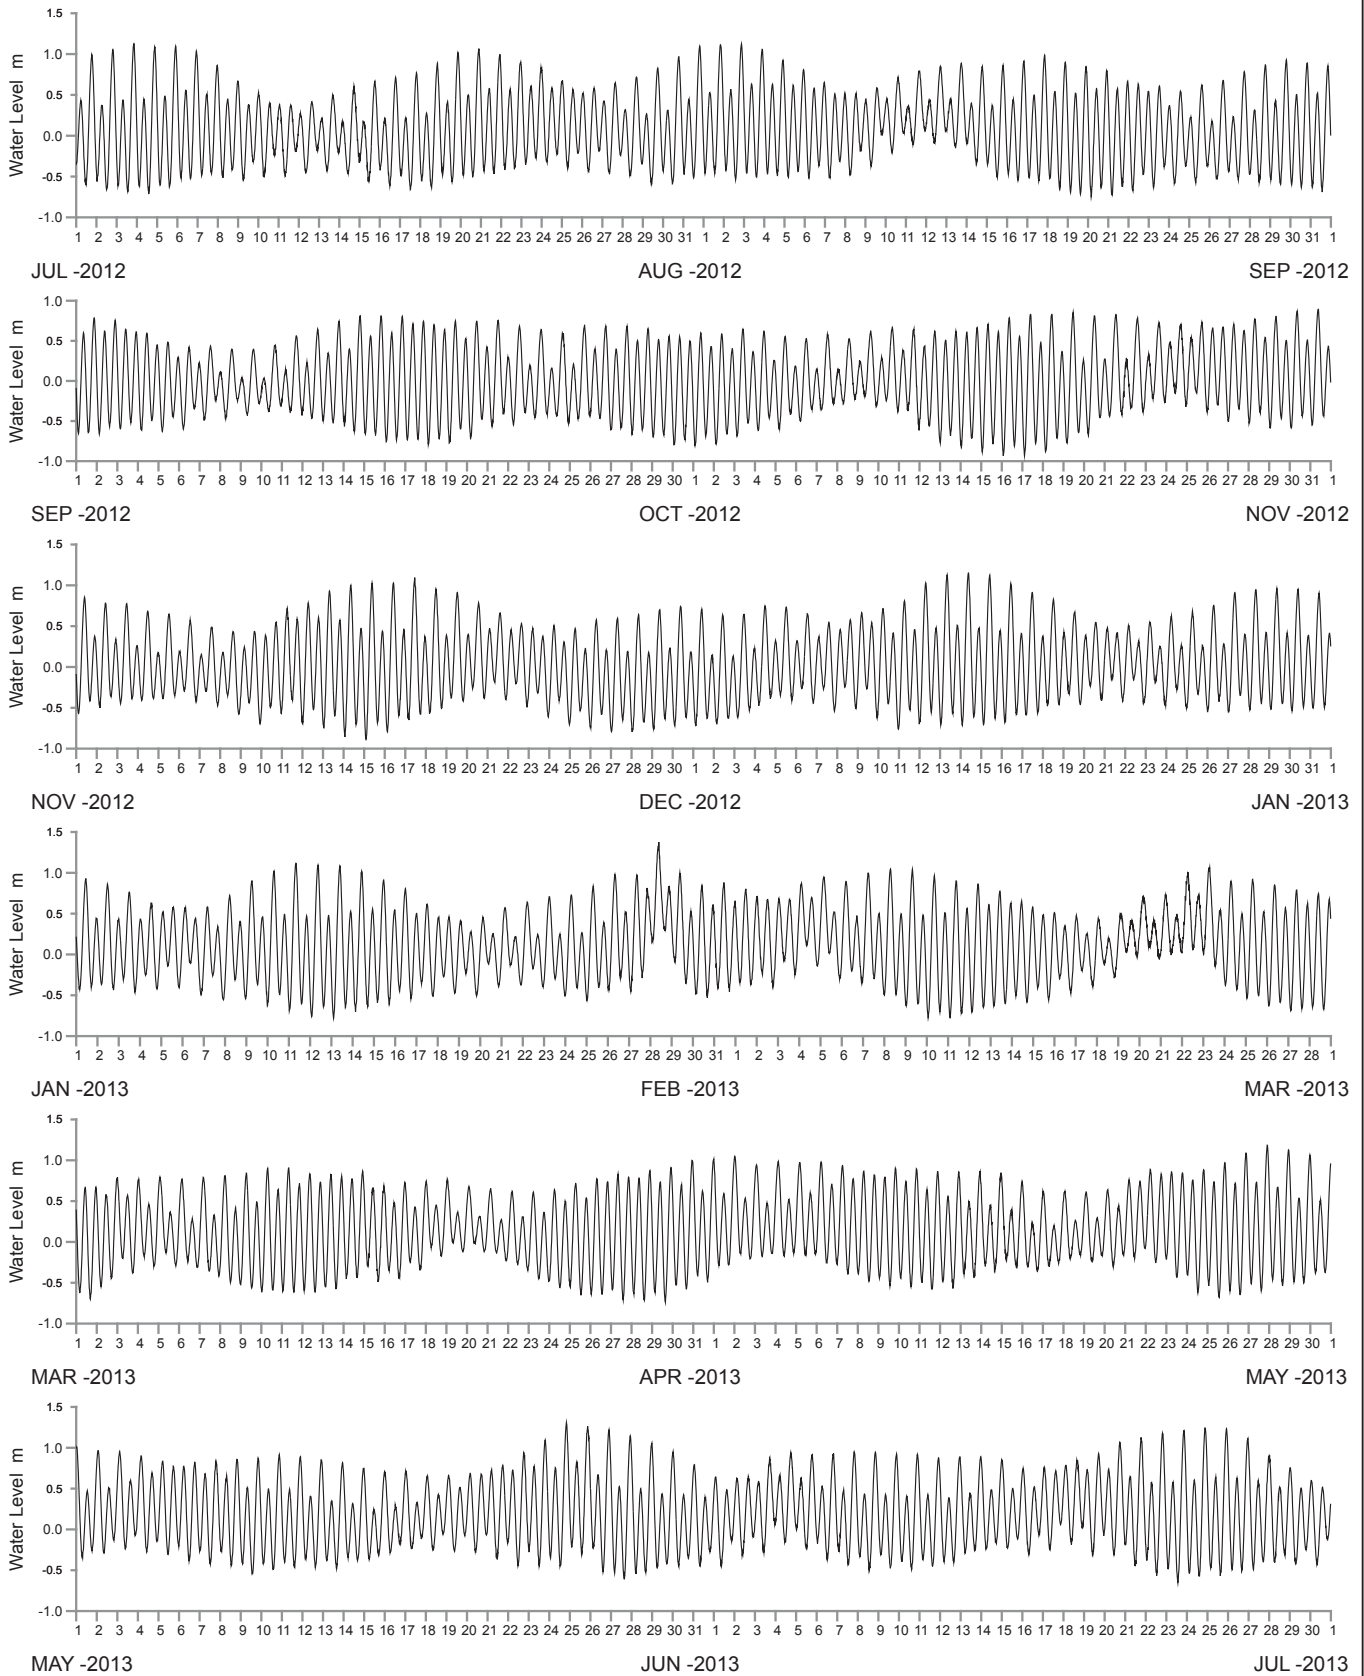 1.5
1.0
0.5
0.0
-0.5
-1.0
Water Level m
1 2 3 4 5 6 7 8 9 10 11 12 13 14 15 16 17 18 19 20 21 22 23 24 25 26 27 28 29 30 31 1 2 3 4 5 6 7 8 9 10 11 12 13 14 15 16 17 18 19 20 21 22 23 24 25 26 27 28 29 30 31 1
JUL -2012 AUG -2012 SEP -2012
1.0
0.5
0.0
-0.5
-1.0
Water Level m
1 2 3 4 5 6 7 8 9 10 11 12 13 14 15 16 17 18 19 20 21 22 23 24 25 26 27 28 29 30 1 2 3 4 5 6 7 8 9 10 11 12 13 14 15 16 17 18 19 20 21 22 23 24 25 26 27 28 29 30 31 1
SEP -2012 OCT -2012 NOV -2012
1.5
1.0
0.5
0.0
-0.5
-1.0
Water Level m
1 2 3 4 5 6 7 8 9 10 11 12 13 14 15 16 17 18 19 20 21 22 23 24 25 26 27 28 29 30 1 2 3 4 5 6 7 8 9 10 11 12 13 14 15 16 17 18 19 20 21 22 23 24 25 26 27 28 29 30 31 1
NOV -2012 DEC -2012 JAN -2013
1.5
1.0
0.5
0.0
-0.5
-1.0
Water Level m
1 2 3 4 5 6 7 8 9 10 11 12 13 14 15 16 17 18 19 20 21 22 23 24 25 26 27 28 29 30 31 1 2 3 4 5 6 7 8 9 10 11 12 13 14 15 16 17 18 19 20 21 22 23 24 25 26 27 28 1
JAN -2013 FEB -2013 MAR -2013
1.5
1.0
0.5
0.0
-0.5
-1.0
Water Level m
1 2 3 4 5 6 7 8 9 10 11 12 13 14 15 16 17 18 19 20 21 22 23 24 25 26 27 28 29 30 31 1 2 3 4 5 6 7 8 9 10 11 12 13 14 15 16 17 18 19 20 21 22 23 24 25 26 27 28 29 30 1
MAR -2013 APR -2013 MAY -2013
1.5
1.0
0.5
0.0
-0.5
-1.0
Water Level m
1 2 3 4 5 6 7 8 9 10 11 12 13 14 15 16 17 18 19 20 21 22 23 24 25 26 27 28 29 30 31 1 2 3 4 5 6 7 8 9 10 11 12 13 14 15 16 17 18 19 20 21 22 23 24 25 26 27 28 29 30 1
MAY -2013 JUN -2013 JUL -2013